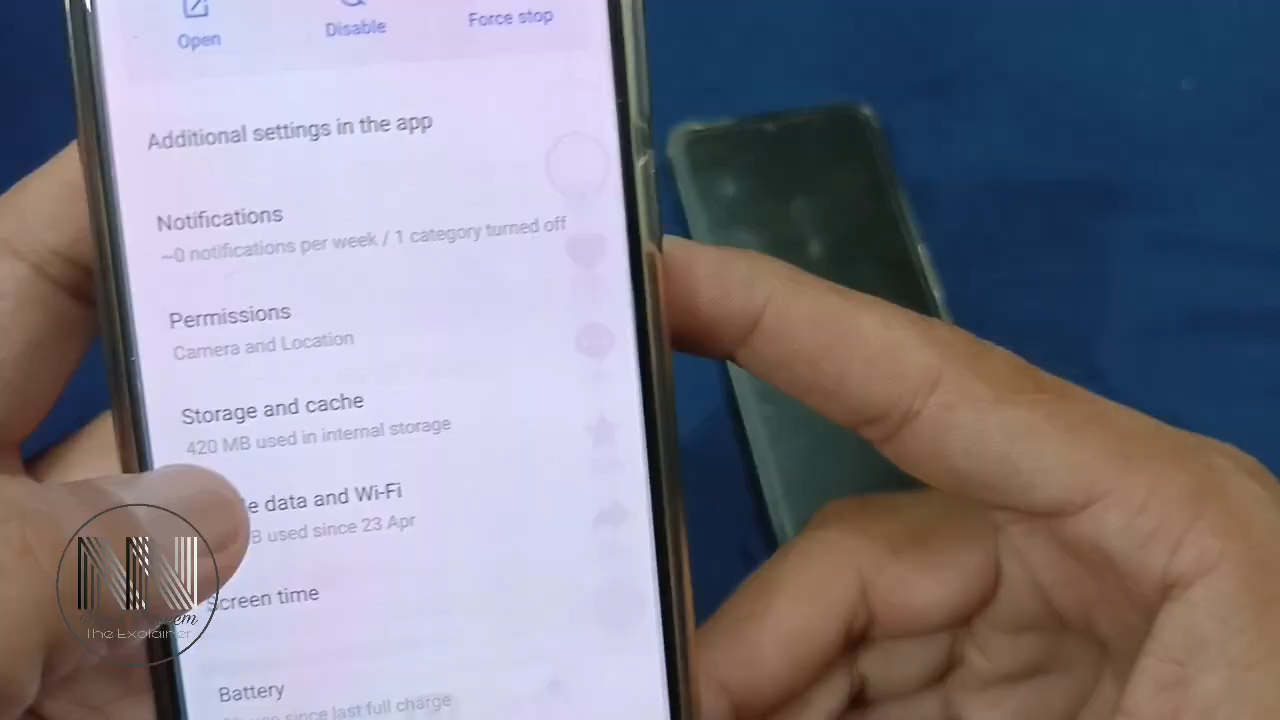 Open
Disable
Force stop
Additional settings in the app
Notifications
~0 notifications per week / 1 category turned off
Permissions
Camera and Location
Storage and cache
420 MB used in internal storage
data and Wi-Fi
used since 23 Apr
Screen time
Battery
since last full charge
NN
The Explainer